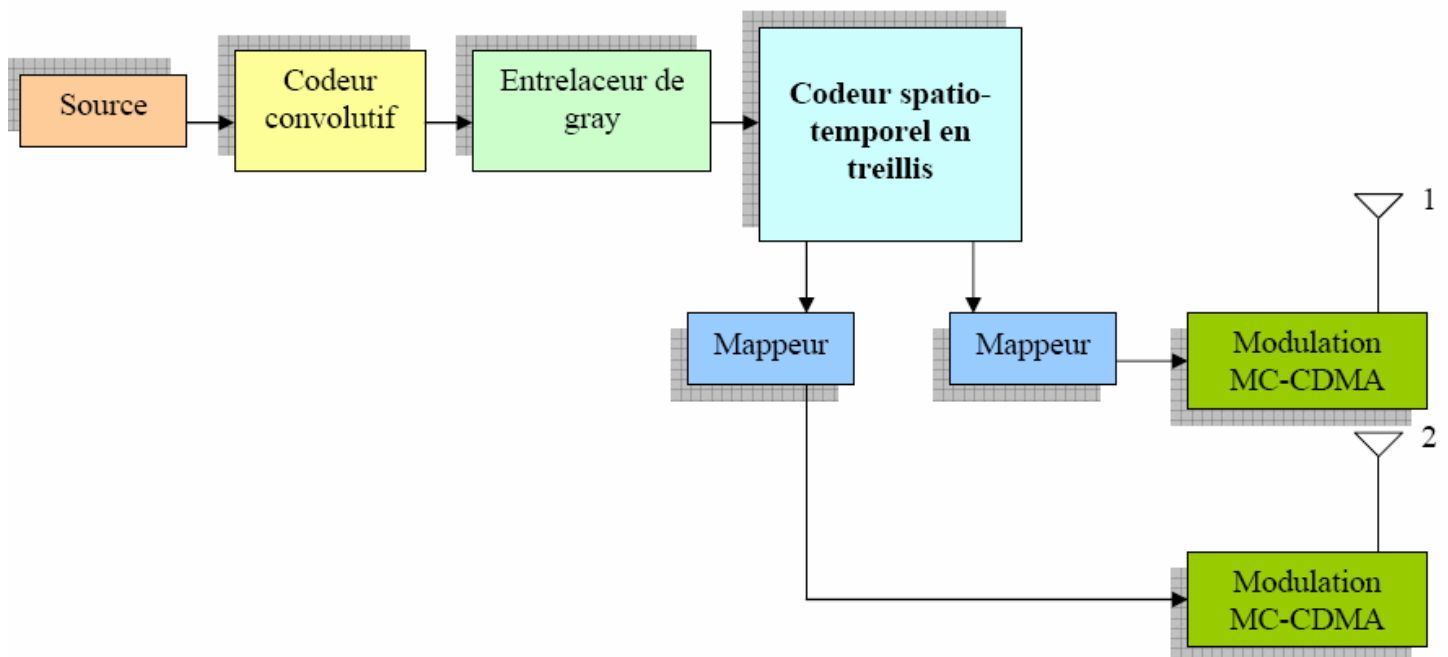 Source
Codeur
convolutif
Entrelaceur de
gray
Codeur spatio-
temporel en
treillis
1
Mappeur
Mappeur
Modulation
MC-CDMA
2
Modulation
MC-CDMA